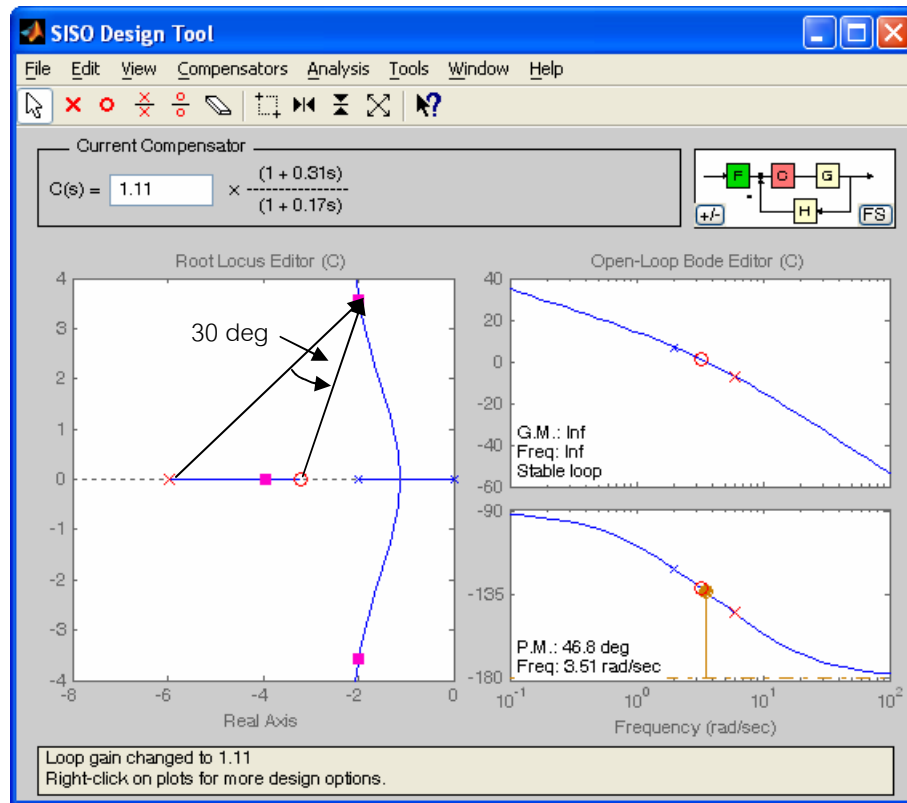 SISO Design Tool
File Edit View Compensators Analysis Tools Window Help
Current Compensator
C(s) = 1.11 × (1 + 0.31s)
(1 + 0.17s)
F C G
H
+/- FS
Root Locus Editor (C)
4
3
2
1
0
-1
-2
-3
-4
-8 -6 -4 -2 0
Real Axis
30 deg
Open-Loop Bode Editor (C)
40
20
0
-20
-40
-60
G.M.: Inf
Freq: Inf
Stable loop
-90
-135
-180
P.M.: 46.8 deg
Freq: 3.51 rad/sec
10^-1 10^0 10^1 10^2
Frequency (rad/sec)
Loop gain changed to 1.11
Right-click on plots for more design options.